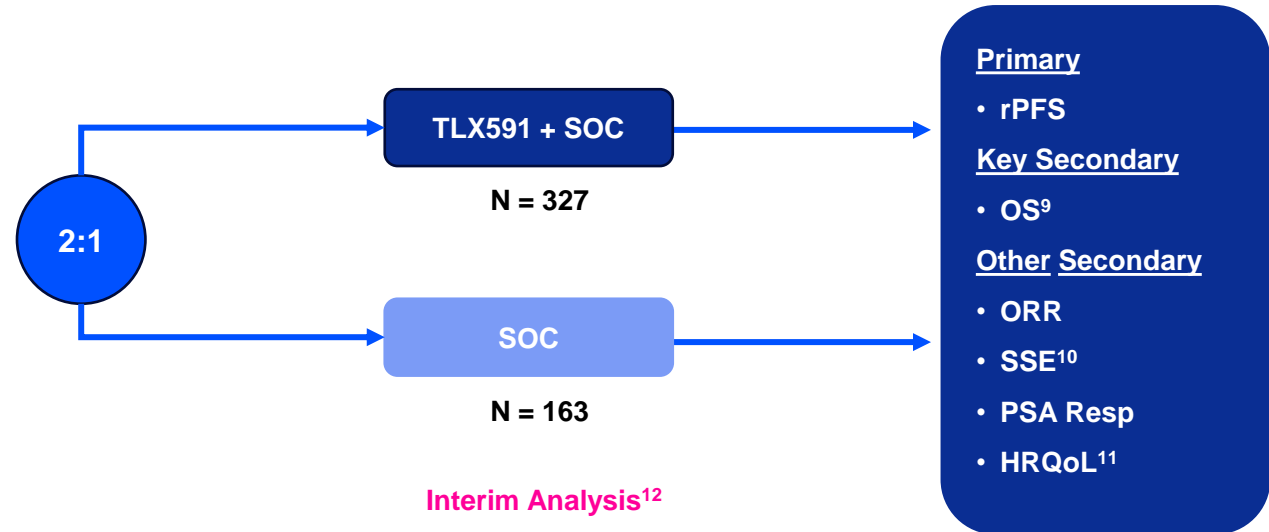 2:1
TLX591 + SOC
N = 327
SOC
N = 163
Interim Analysis¹²
Primary
• rPFS
Key Secondary
• OS⁹
Other Secondary
• ORR
• SSE¹⁰
• PSA Resp
• HRQoL¹¹